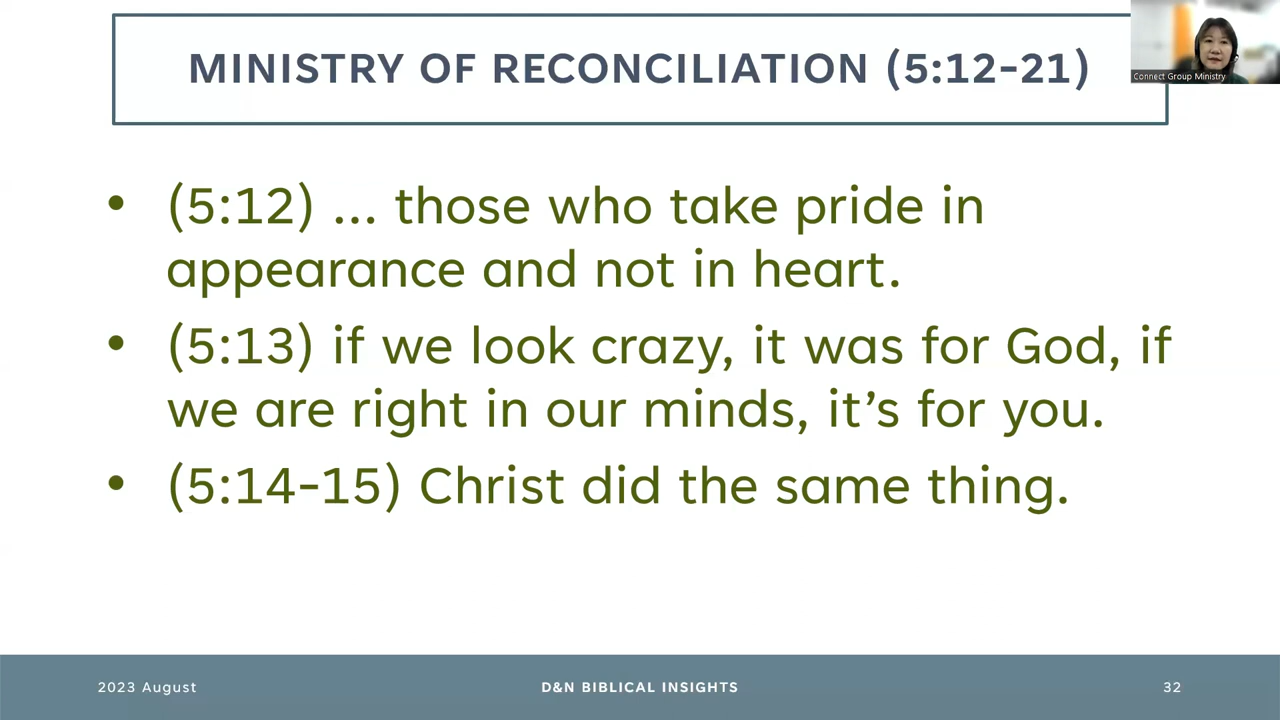 MINISTRY OF RECONCILIATION (5:12-21)
Connect Group Ministry
• (5:12) ... those who take pride in
appearance and not in heart.
• (5:13) if we look crazy, it was for God, if
we are right in our minds, it’s for you.
• (5:14-15) Christ did the same thing.
2023 August
D&N BIBLICAL INSIGHTS
32